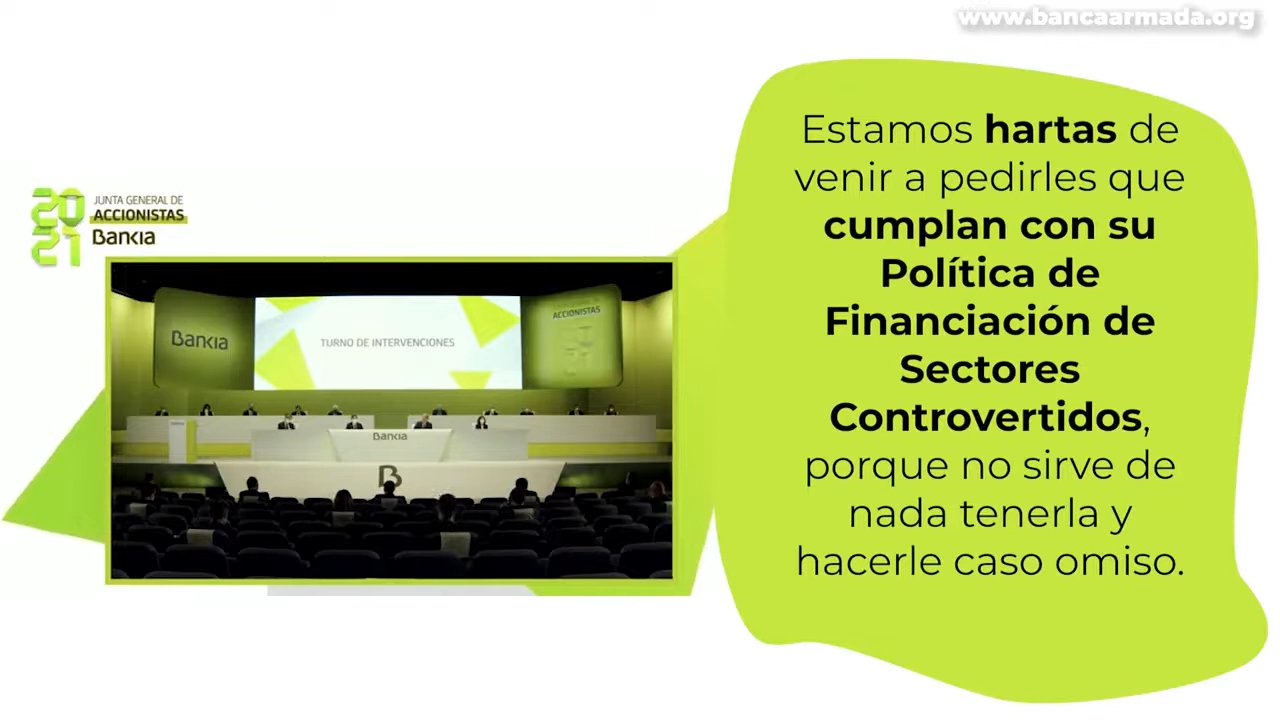 www.bancaarmada.org
2021
JUNTA GENERAL DE
ACCIONISTAS
Bankia
Bankia
TURNO DE INTERVENCIONES
ACCIONISTAS
Bankia
B
Estamos hartas de
venir a pedirles que
cumplan con su
Política de
Financiación de
Sectores
Controvertidos,
porque no sirve de
nada tenerla y
hacerle caso omiso.